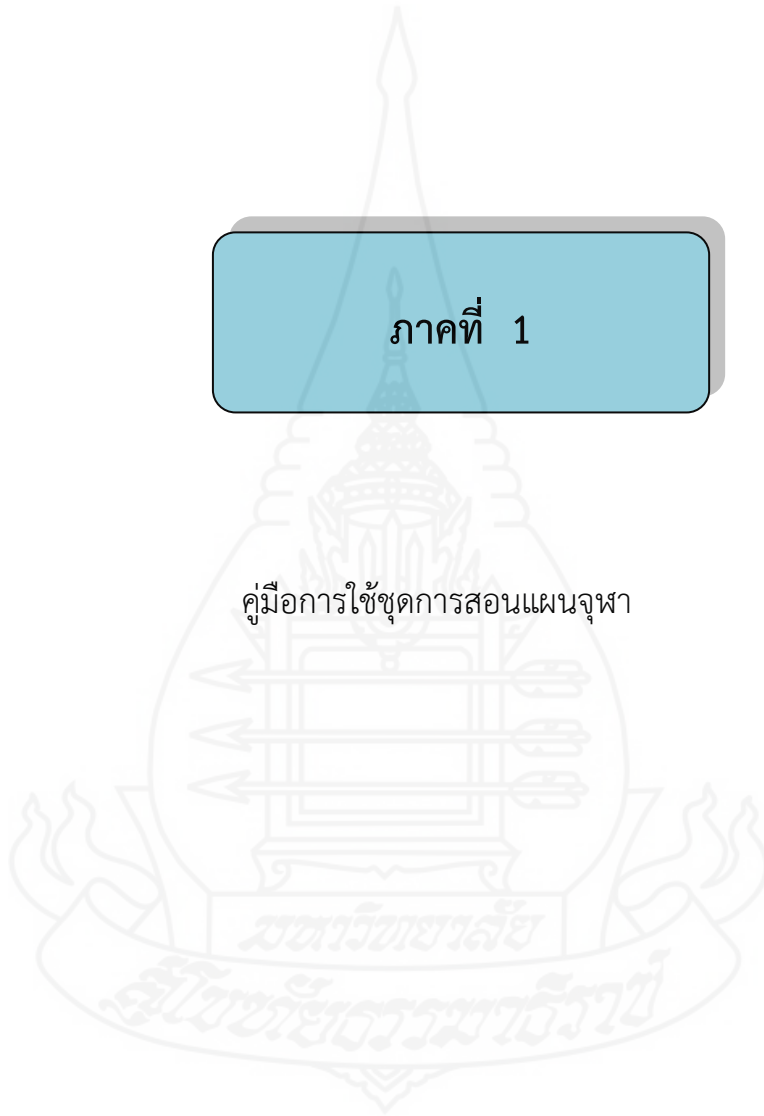 ภาคที่ 1
คู่มือการใช้ชุดการสอนแผนจุฬา
มหาวิทยาลัย
สุโขทัยธรรมาธิราช